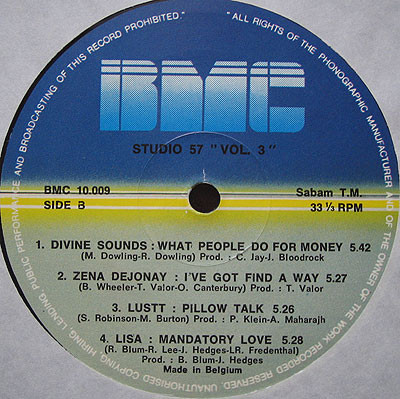 " ALL RIGHTS OF THE PHONOGRAPHIC MANUFACTURER AND OF THE OWNER OF THE WORK RECORDED RESERVED. UNAUTHORISED COPYING HIRING LENDING PUBLIC PERFORMANCE AND BROADCASTING OF THIS RECORD PROHIBITED."
BMC
STUDIO 57 " VOL. 3 "
BMC 10.009 Sabam T.M.
SIDE B 33 ⅓ RPM
1. DIVINE SOUNDS : WHAT PEOPLE DO FOR MONEY 5.42
(M. Dowling-R. Dowling) Prod. : C. Jay-J. Bloodrock
2. ZENA DEJONAY : I'VE GOT FIND A WAY 5.27
(B. Wheeler-T. Valor-O. Canterbury) Prod. : T. Valor
3. LUSTT : PILLOW TALK 5.26
(S. Robinson-M. Burton) Prod. : P. Klein-A. Maharajh
4. LISA : MANDATORY LOVE 5.28
(R. Blum-R. Lee-J. Hedges-LR. Fredenthal)
Prod. : B. Blum-J. Hedges
Made in Belgium